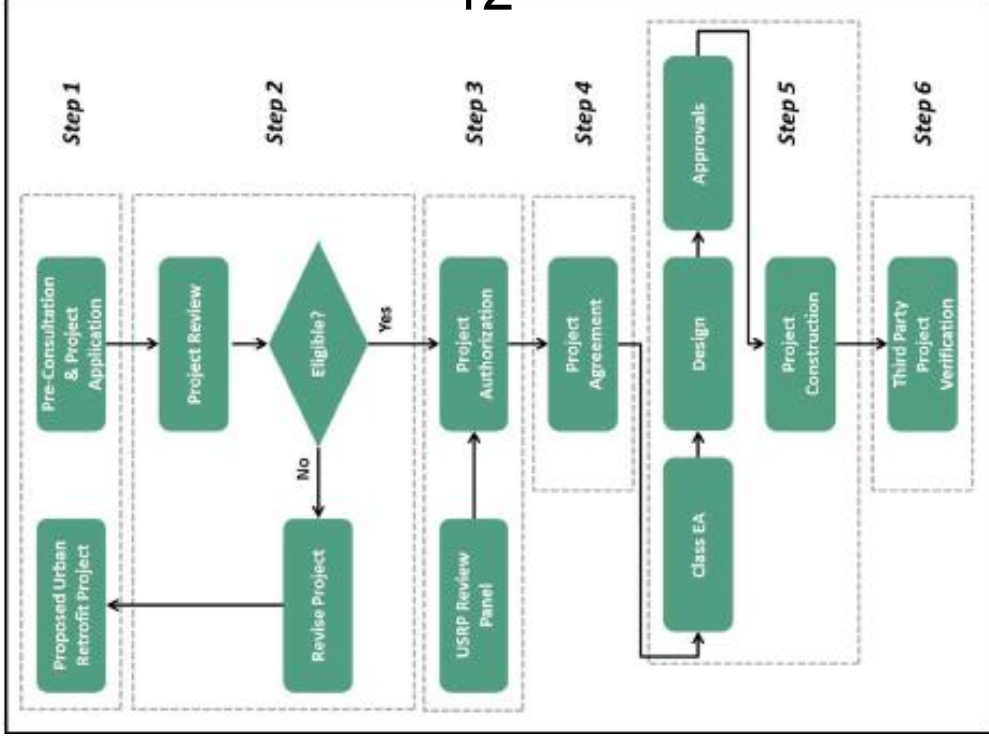 12
Step 1
Pre-Consultation
& Project
Application
Proposed Urban
Retrofit Project
Step 2
Project Review
Eligible?
Yes
No
Revise Project
Step 3
Project
Authorization
USRP Review
Panel
Step 4
Project
Agreement
Step 5
Class EA
Design
Approvals
Project
Construction
Step 6
Third Party
Project
Verification